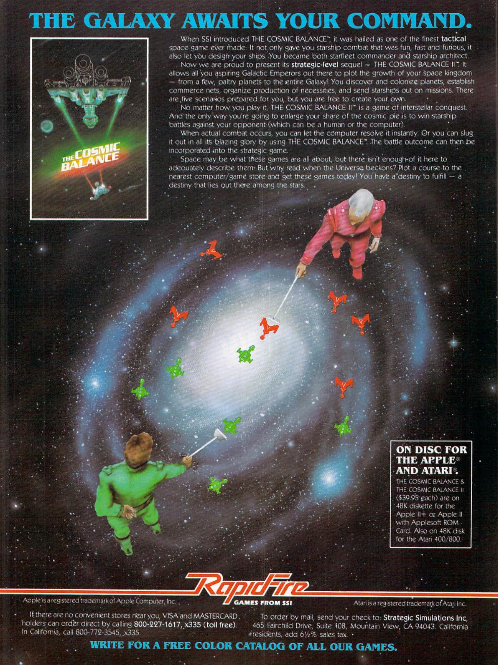 THE GALAXY AWAITS YOUR COMMAND.
When SSI introduced THE COSMIC BALANCE™, it was hailed as one of the finest tactical
space game ever made. It not only gave you starship combat that was fun, fast and furious, it
also let you design your ships. You became both starfleet commander and starship architect.
Now we are proud to present its strategic-level sequel — THE COSMIC BALANCE II™. It
allows all you aspiring Galactic Emperors out there to plot the growth of your space kingdom
— from a few, paltry planets to the entire Galaxy! You discover and colonize planets, establish
commerce nets, organize production of necessities, and send starships out on missions. There
are five scenarios prepared for you, but you are free to create your own.
No matter how you play it, THE COSMIC BALANCE II™ is a game of interstellar conquest.
And the only way you're going to enlarge your share of the cosmic pie is to win starship
battles against your opponent (which can be a human or the computer).
When actual combat occurs, you can let the computer resolve it instantly. Or you can slug
it out in all its blazing glory by using THE COSMIC BALANCE™. The battle outcome can then be
incorporated into the strategic game.
Space may be what these games are all about, but there isn't enough of it here to
adequately describe them. But why read when the Universe beckons? Plot a course to the
nearest computer/game store and get these games today! You have a destiny to fulfill — a
destiny that lies out there among the stars.
THE COSMIC
BALANCE
ON DISC FOR
THE APPLE®
AND ATARI®.
THE COSMIC BALANCE &
THE COSMIC BALANCE II
($39.95 each) are on
48K diskette for the
Apple II+ or Apple II
with Applesoft ROM
Card. Also on 48K disk
for the Atari 400/800.
RapidFire
GAMES FROM SSI
Apple is a registered trademark of Apple Computer, Inc.
Atari is a registered trademark of Atari, Inc.
If there are no convenient stores near you, VISA and MASTERCARD
holders can order direct by calling 800-227-1617, x335 (toll free).
In California, call 800-772-3545, x335.
To order by mail, send your check to: Strategic Simulations Inc,
465 Fairchild Drive, Suite 108, Mountain View, CA 94043. California
residents, add 6½% sales tax.
WRITE FOR A FREE COLOR CATALOG OF ALL OUR GAMES.